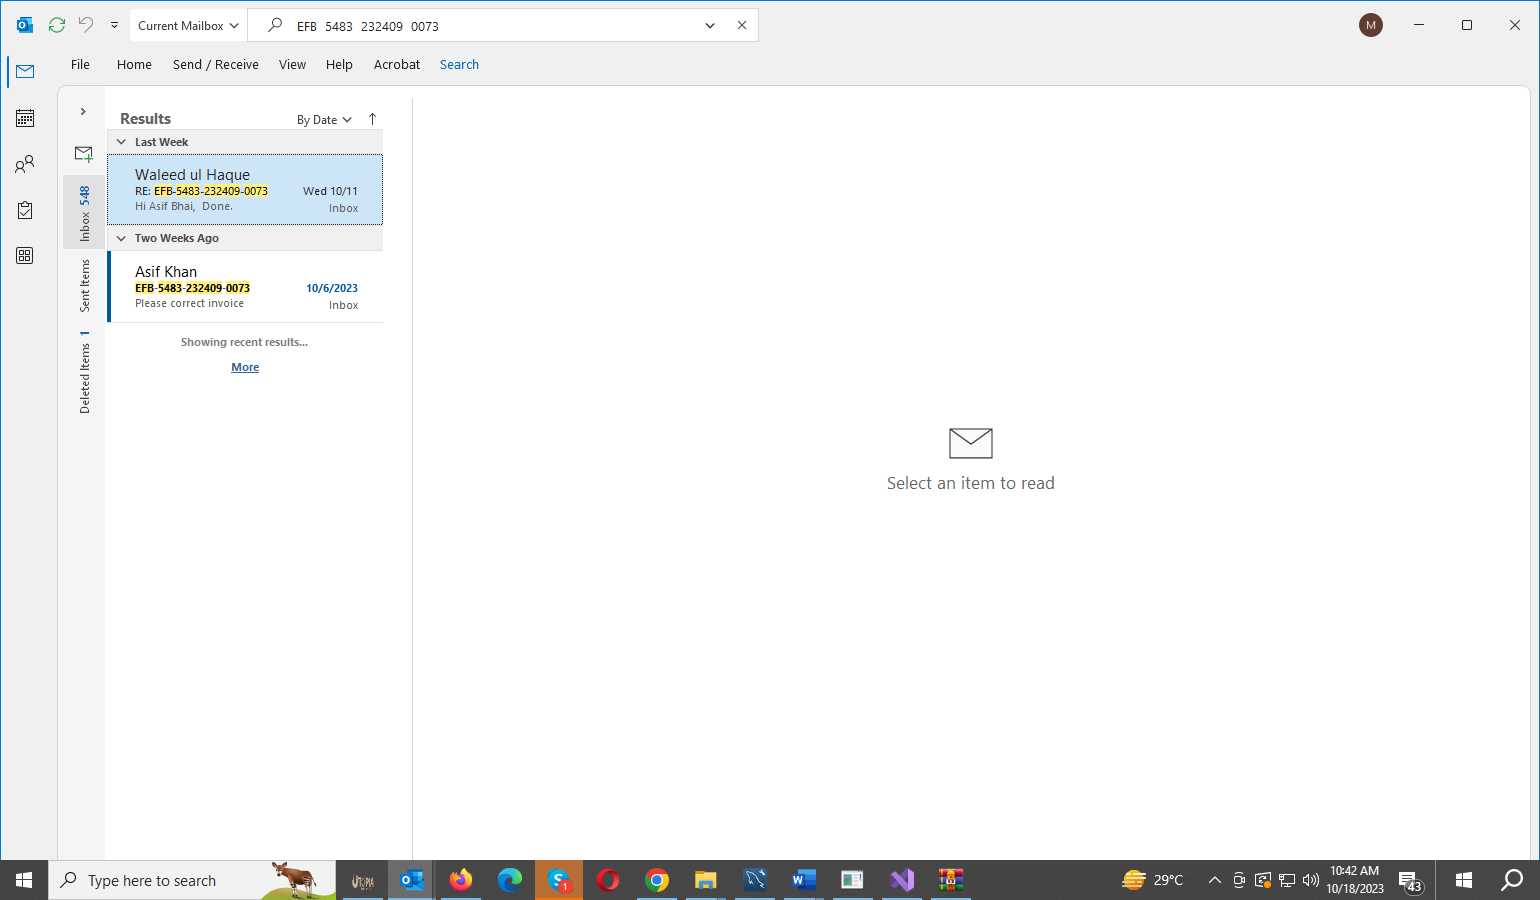 Current Mailbox
EFB 5483 232409 0073
M
File Home Send / Receive View Help Acrobat Search
Results
By Date
Last Week
Waleed ul Haque
RE: EFB-5483-232409-0073 Wed 10/11
Hi Asif Bhai, Done. Inbox
Two Weeks Ago
Asif Khan
EFB-5483-232409-0073 10/6/2023
Please correct invoice Inbox
Showing recent results...
More
Inbox 548
Sent Items
Deleted Items 1
Select an item to read
Type here to search
UTOPIA
1
29°C
10:42 AM
10/18/2023
43